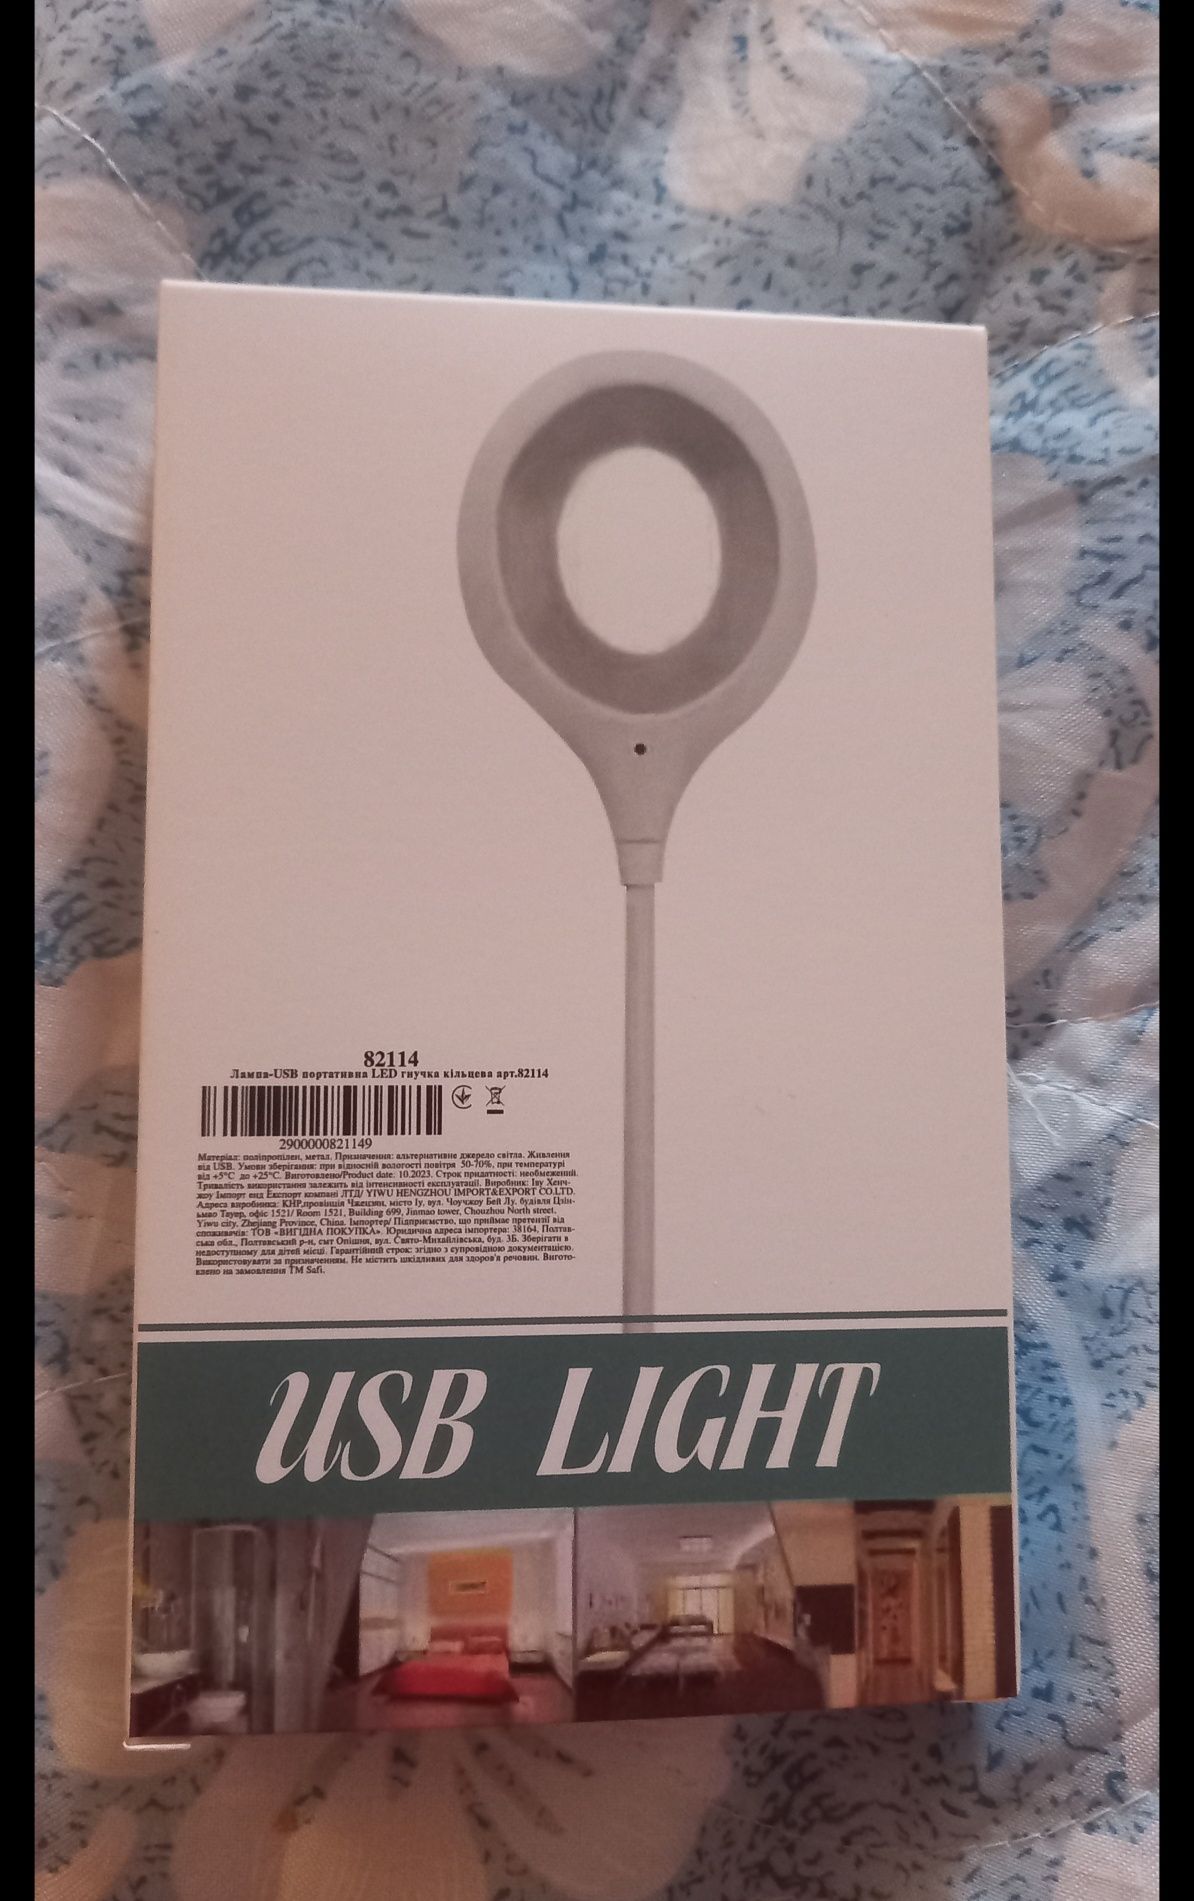 82114
Лампа-USB портативна LED гнучка кільцева арт.82114
2900000821149
Матеріал: поліпропілен, метал. Призначення: альтернативне джерело світла. Живлення
від USB. Умови зберігання: при відносній вологості повітря 50-70%, при температурі
від +5°C до +25°C. Виготовлено/Product date: 10.2023. Строк придатності: необмежений.
Тривалість використання залежить від інтенсивності експлуатації. Виробник: Іву Хенч-
жоу Імпорт енд Експорт компані ЛТД/ YIWU HENGZHOU IMPORT&EXPORT CO.LTD.
Адреса виробника: КНР,провінція Чжецзян, місто Іу, вул. Чоучжоу Бей Лу, будівля Цзін-
ьмао Тауер, офіс 1521/ Room 1521, Building 699, Jinmao tower, Chouzhou North street.
Yiwu city, Zhejiang Province, China. Імпортер/ Підприємство, що приймає претензії від
споживачів: ТОВ «ВИГІДНА ПОКУПКА». Юридична адреса імпортера: 38164, Полтав-
ська обл., Полтавський р-н, смт Опішня, вул. Свято-Михайлівська, буд. 3Б. Зберігати в
недоступному для дітей місці. Гарантійний строк: згідно з супровідною документацією.
Використовувати за призначенням. Не містить шкідливих для здоров'я речовин. Вигото-
влено на замовлення ТМ Safi.
USB LIGHT